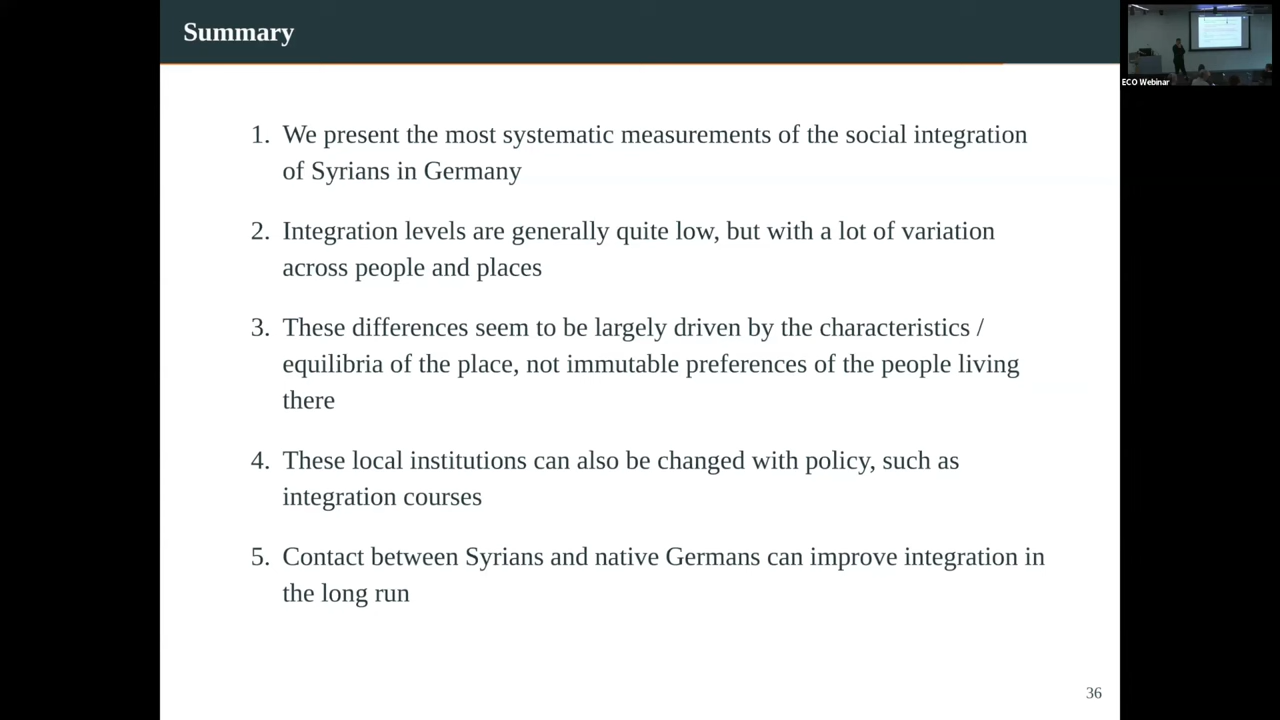 Summary
1. We present the most systematic measurements of the social integration
of Syrians in Germany
2. Integration levels are generally quite low, but with a lot of variation
across people and places
3. These differences seem to be largely driven by the characteristics /
equilibria of the place, not immutable preferences of the people living
there
4. These local institutions can also be changed with policy, such as
integration courses
5. Contact between Syrians and native Germans can improve integration in
the long run
36
ECO Webinar